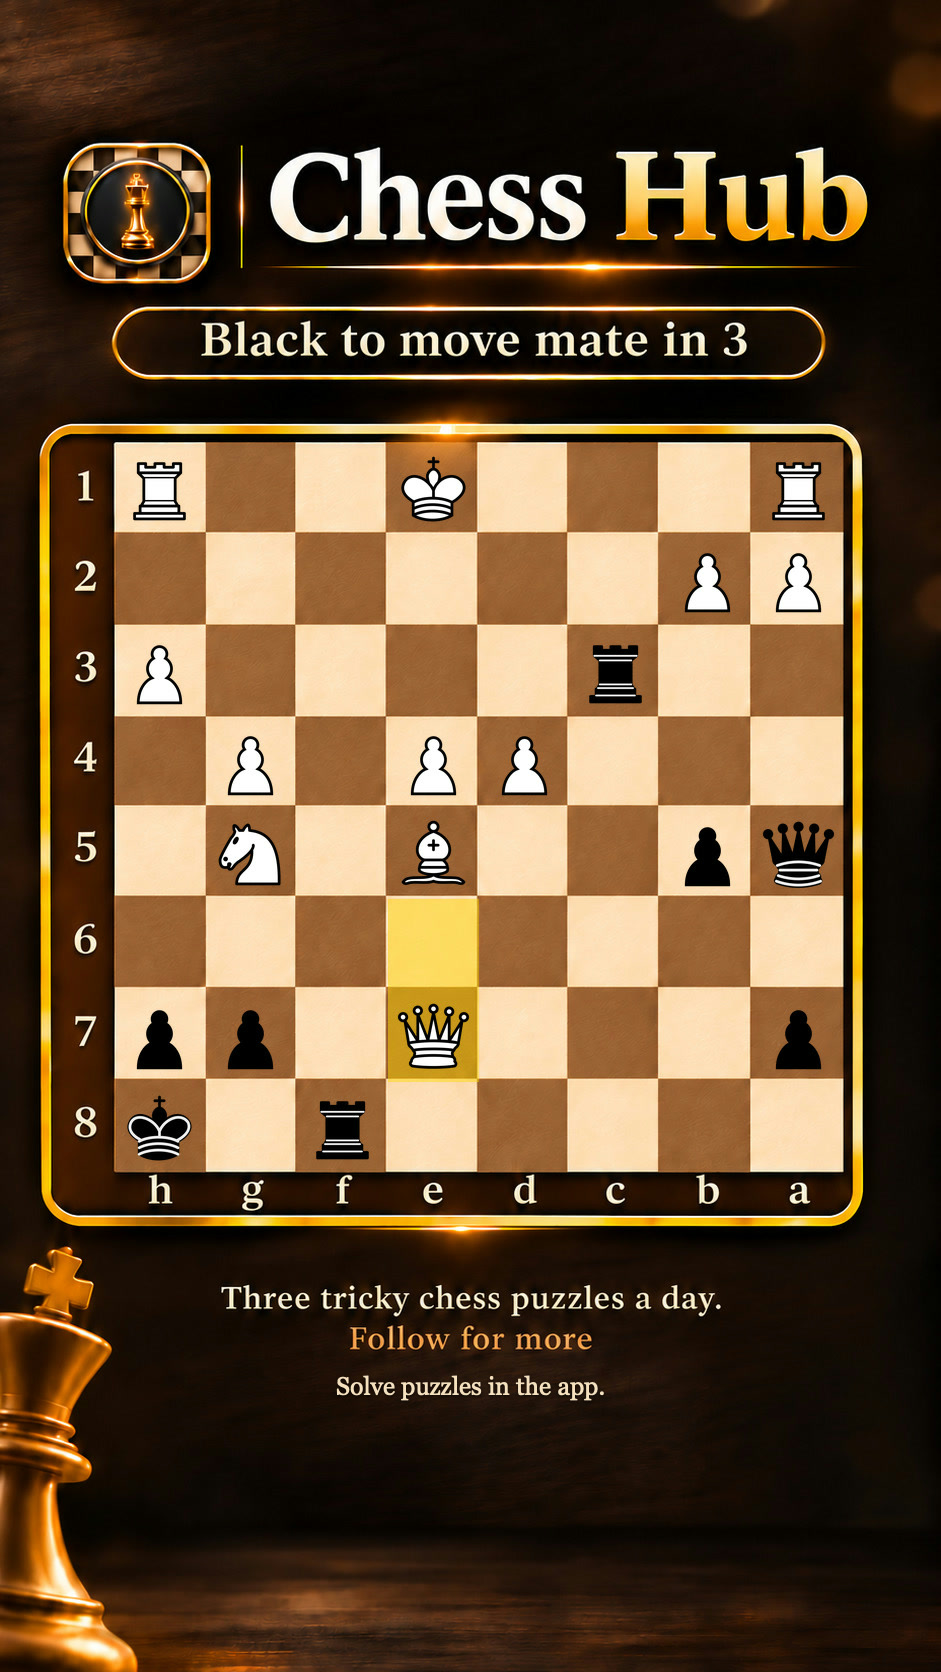 Chess Hub
Black to move mate in 3
1
2
3
4
5
6
7
8
h g f e d c b a
Three tricky chess puzzles a day.
Follow for more
Solve puzzles in the app.